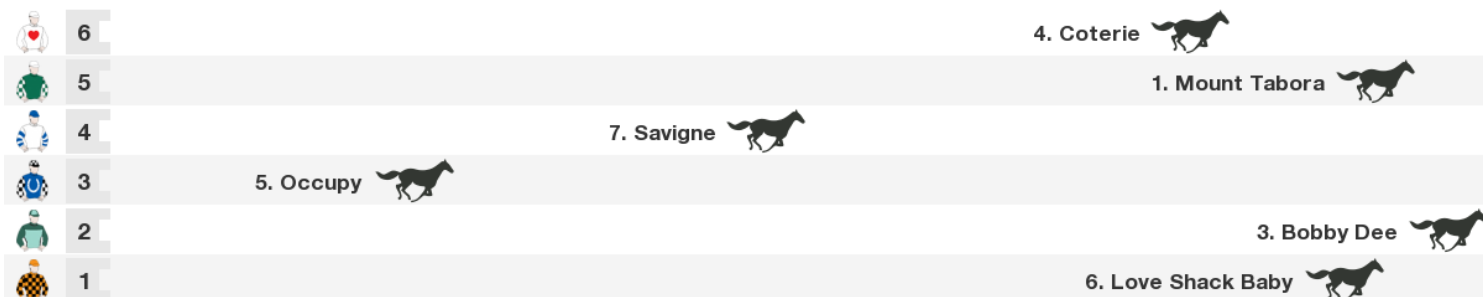 6 4. Coterie
5 1. Mount Tabora
4 7. Savigne
3 5. Occupy
2 3. Bobby Dee
1 6. Love Shack Baby